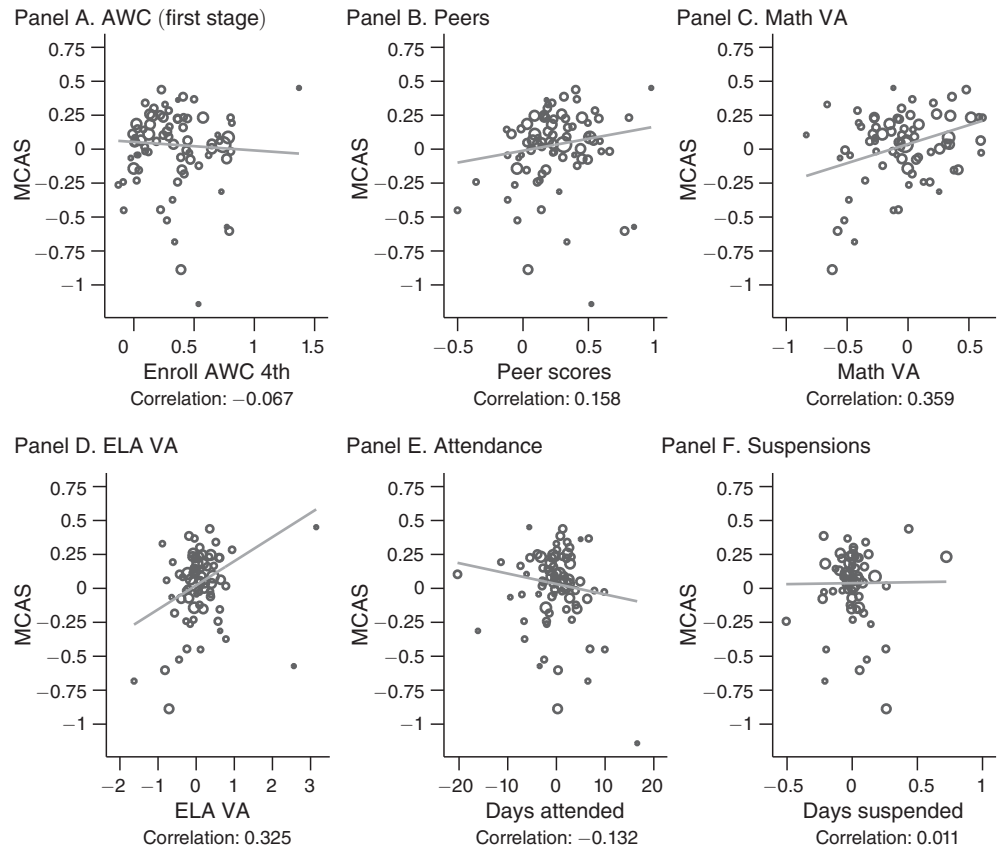 Panel A. AWC (first stage)
0.75
0.5
0.25
0
−0.25
−0.5
−0.75
−1
MCAS
0 0.5 1 1.5
Enroll AWC 4th
Correlation: −0.067
Panel B. Peers
0.75
0.5
0.25
0
−0.25
−0.5
−0.75
−1
MCAS
−0.5 0 0.5 1
Peer scores
Correlation: 0.158
Panel C. Math VA
0.75
0.5
0.25
0
−0.25
−0.5
−0.75
−1
MCAS
−1 −0.5 0 0.5
Math VA
Correlation: 0.359
Panel D. ELA VA
0.75
0.5
0.25
0
−0.25
−0.5
−0.75
−1
MCAS
−2 −1 0 1 2 3
ELA VA
Correlation: 0.325
Panel E. Attendance
0.75
0.5
0.25
0
−0.25
−0.5
−0.75
−1
MCAS
−20 −10 0 10 20
Days attended
Correlation: −0.132
Panel F. Suspensions
0.75
0.5
0.25
0
−0.25
−0.5
−0.75
−1
MCAS
−0.5 0 0.5 1
Days suspended
Correlation: 0.011